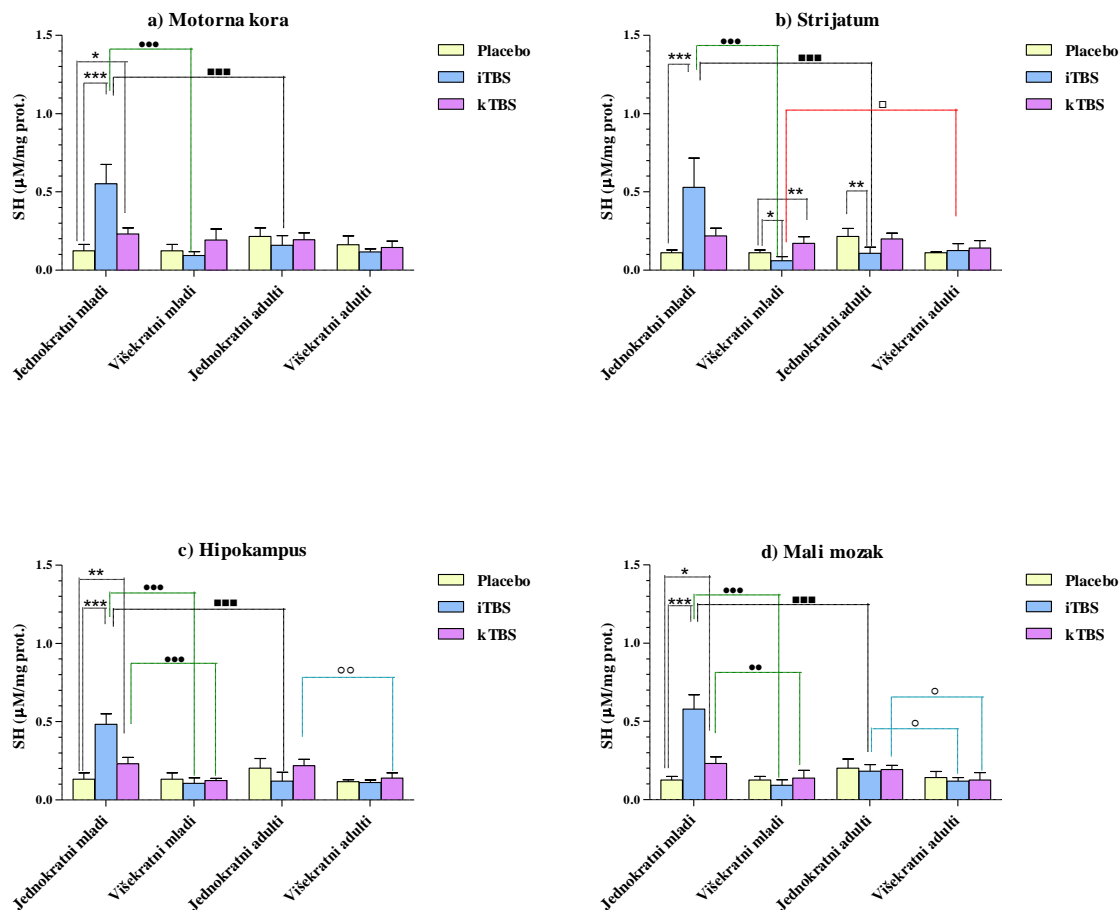 a) Motorna kora
SH (µM/mg prot.)
1.5
1.0
0.5
0.0
*
***
●●●
■■■
Jednokratni mladi
Višekratni mladi
Jednokratni adulti
Višekratni adulti
Placebo
iTBS
kTBS
b) Strijatum
SH (µM/mg prot.)
1.5
1.0
0.5
0.0
***
●●●
■■■
□
*
**
**
Jednokratni mladi
Višekratni mladi
Jednokratni adulti
Višekratni adulti
Placebo
iTBS
kTBS
c) Hipokampus
SH (µM/mg prot.)
1.5
1.0
0.5
0.0
**
***
●●●
■■■
●●●
○○
Jednokratni mladi
Višekratni mladi
Jednokratni adulti
Višekratni adulti
Placebo
iTBS
kTBS
d) Mali mozak
SH (µM/mg prot.)
1.5
1.0
0.5
0.0
*
***
●●●
■■■
●●
○
○
Jednokratni mladi
Višekratni mladi
Jednokratni adulti
Višekratni adulti
Placebo
iTBS
kTBS